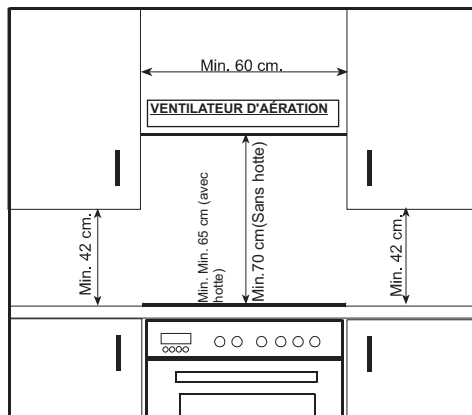 Min. 60 cm.
VENTILATEUR D'AÉRATION
Min. 42 cm.
Min. Min. 65 cm (avec
hotte)
Min.70 cm(Sans hotte)
Min. 42 cm.